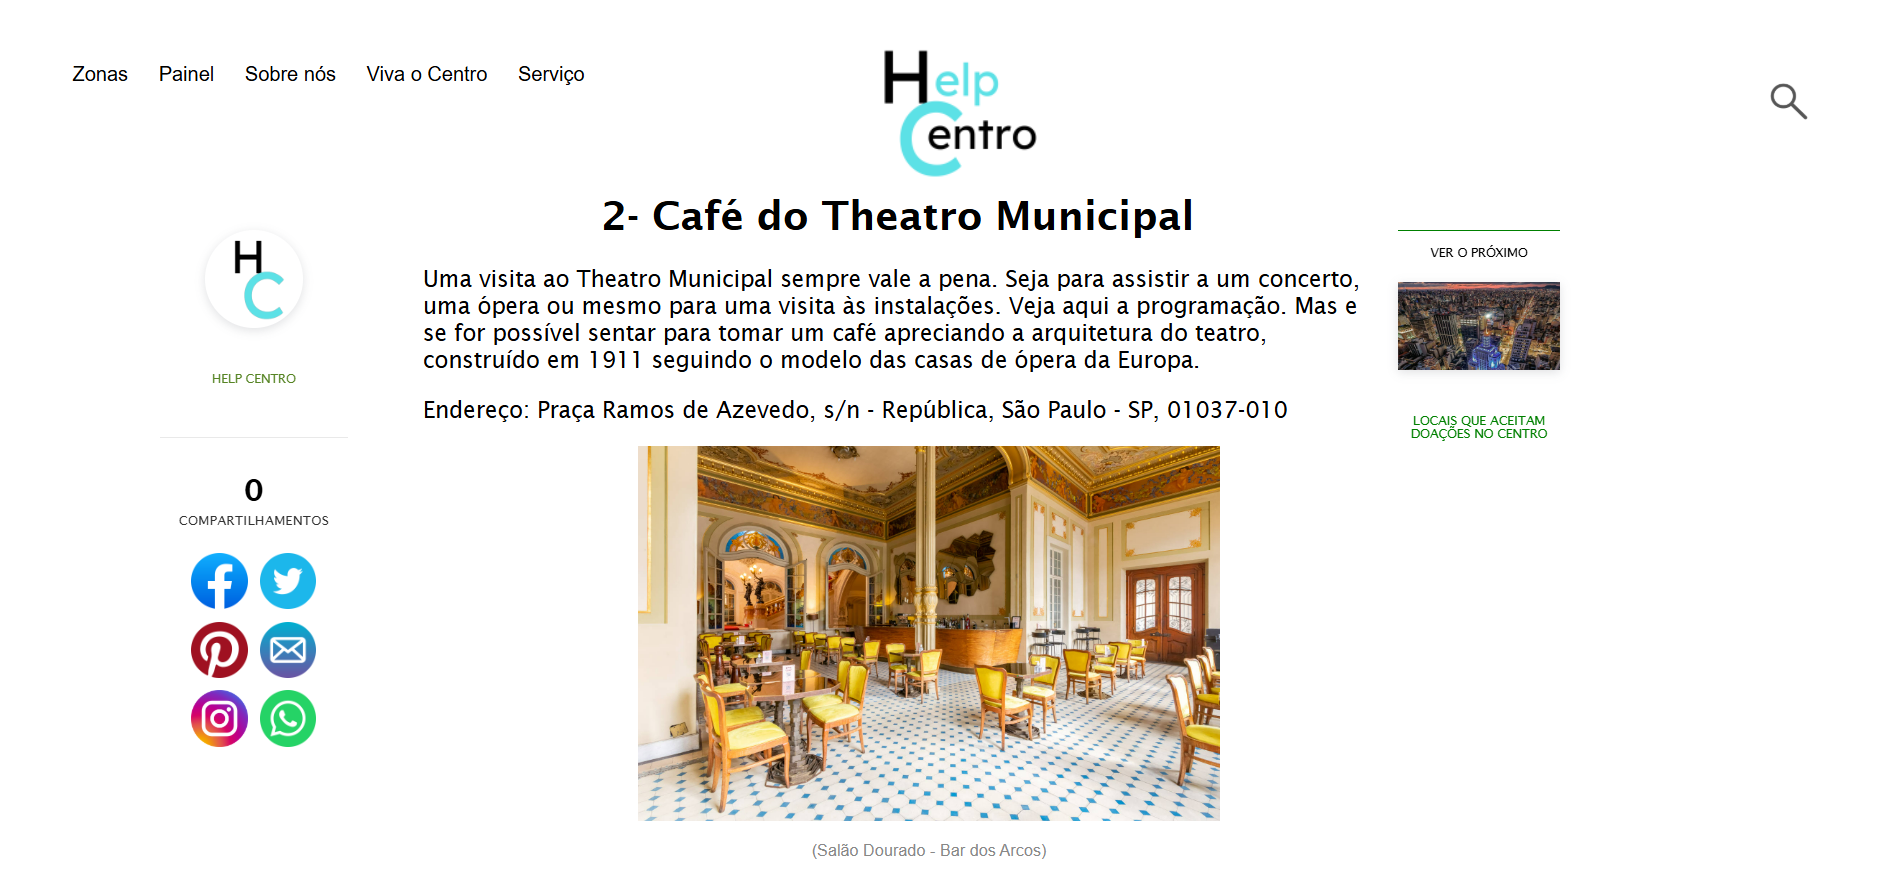 Zonas Painel Sobre nós Viva o Centro Serviço
Help
Centro
2- Café do Theatro Municipal
Uma visita ao Theatro Municipal sempre vale a pena. Seja para assistir a um concerto,
uma ópera ou mesmo para uma visita às instalações. Veja aqui a programação. Mas e
se for possível sentar para tomar um café apreciando a arquitetura do teatro,
construído em 1911 seguindo o modelo das casas de ópera da Europa.
Endereço: Praça Ramos de Azevedo, s/n - República, São Paulo - SP, 01037-010
(Salão Dourado - Bar dos Arcos)
H
C
HELP CENTRO
0
COMPARTILHAMENTOS
VER O PRÓXIMO
LOCAIS QUE ACEITAM
DOAÇÕES NO CENTRO